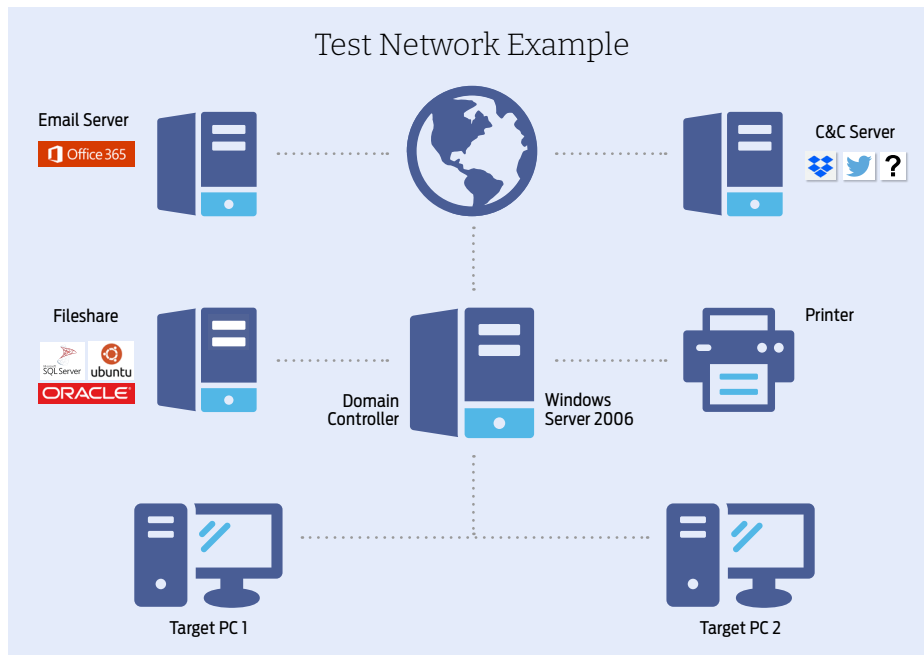 Test Network Example
Email Server
Office 365
C&C Server
?
Fileshare
SQL Server
ubuntu
ORACLE
Domain
Controller
Windows
Server 2006
Printer
Target PC 1
Target PC 2